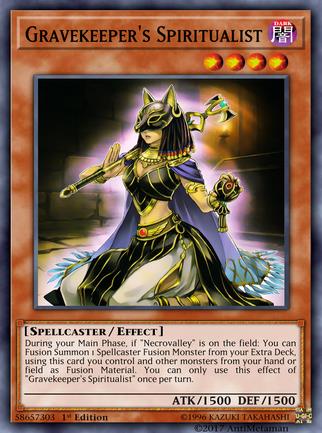 GRAVEKEEPER'S SPIRITUALIST
DARK
闇
[SPELLCASTER / EFFECT]
During your Main Phase, if "Necrovalley" is on the field: You can
Fusion Summon 1 Spellcaster Fusion Monster from your Extra Deck,
using this card you control and other monsters from your hand or
field as Fusion Material. You can only use this effect of
"Gravekeeper's Spiritualist" once per turn.
ATK/1500 DEF/1500
58657303 1st Edition ©1996 KAZUKI TAKAHASHI
©2017 AntiMetaman